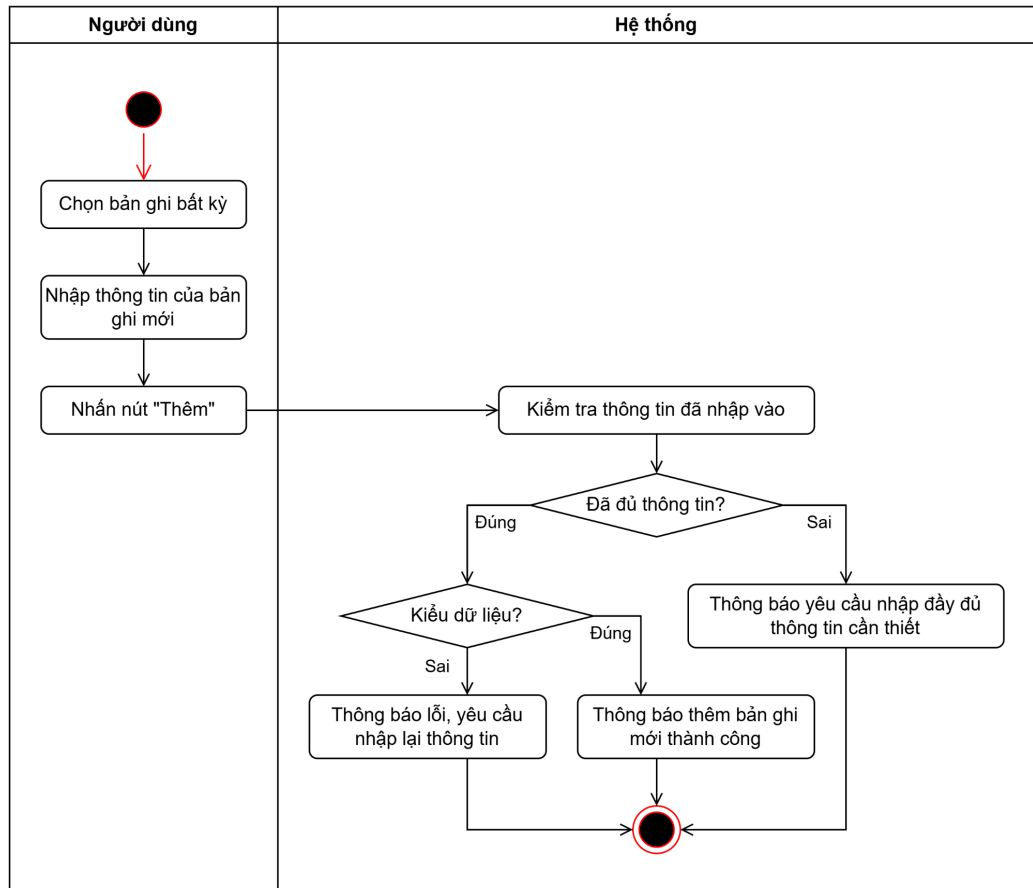 Người dùng
Hệ thống
Chọn bản ghi bất kỳ
Nhập thông tin của bản
ghi mới
Nhấn nút "Thêm"
Kiểm tra thông tin đã nhập vào
Đã đủ thông tin?
Đúng
Sai
Kiểu dữ liệu?
Đúng
Sai
Thông báo yêu cầu nhập đầy đủ
thông tin cần thiết
Thông báo lỗi, yêu cầu
nhập lại thông tin
Thông báo thêm bản ghi
mới thành công